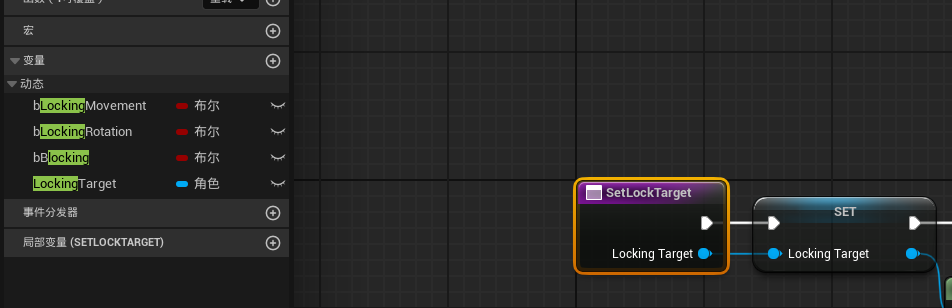 宏
变量
动态
bLockingMovement 布尔
bLockingRotation 布尔
bBlocking 布尔
LockingTarget 角色
事件分发器
局部变量 (SETLOCKTARGET)
SetLockTarget
Locking Target
SET
Locking Target